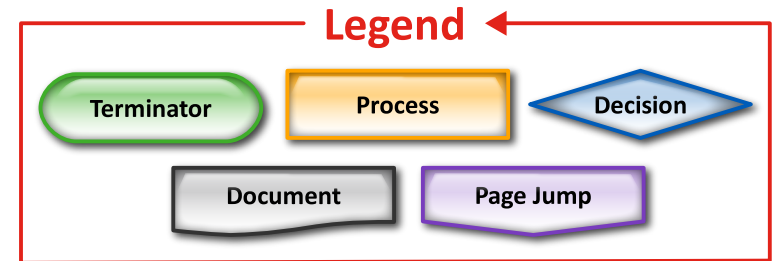 Legend
Terminator
Process
Decision
Document
Page Jump